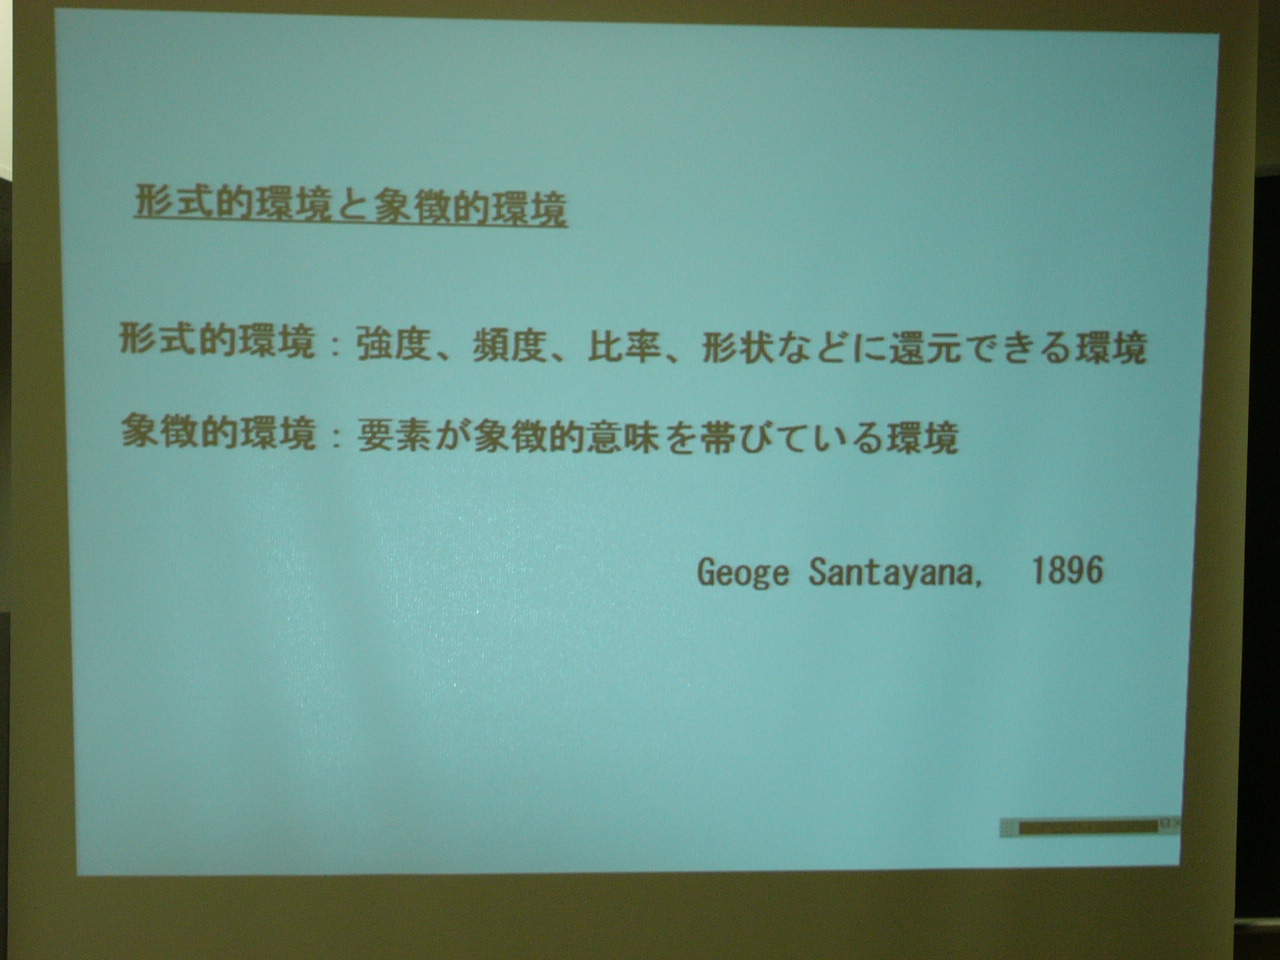 形式的環境と象徴的環境
形式的環境：強度、頻度、比率、形状などに還元できる環境
象徴的環境：要素が象徴的意味を帯びている環境
Geoge Santayana, 1896